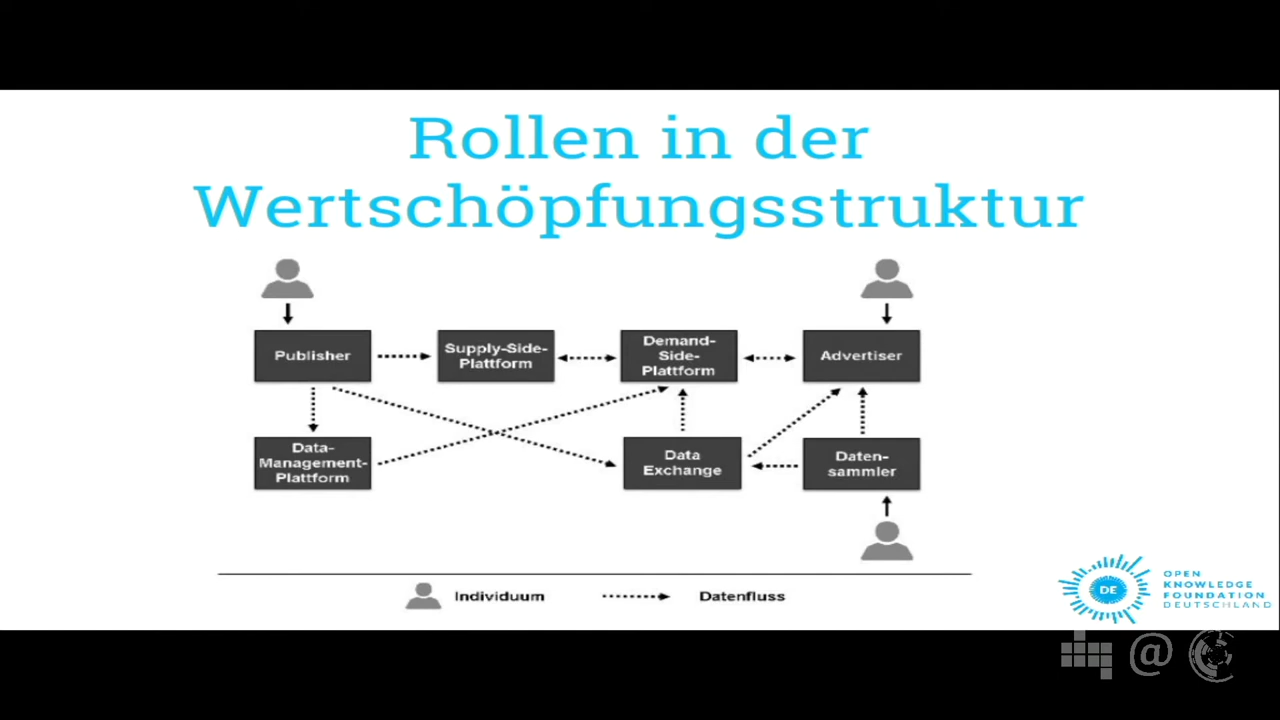 Rollen in der
Wertschöpfungsstruktur
Publisher
Supply-Side-
Plattform
Demand-
Side-
Plattform
Advertiser
Data-
Management-
Plattform
Data
Exchange
Daten-
sammler
Individuum
Datenfluss
DE
OPEN
KNOWLEDGE
FOUNDATION
DEUTSCHLAND
@